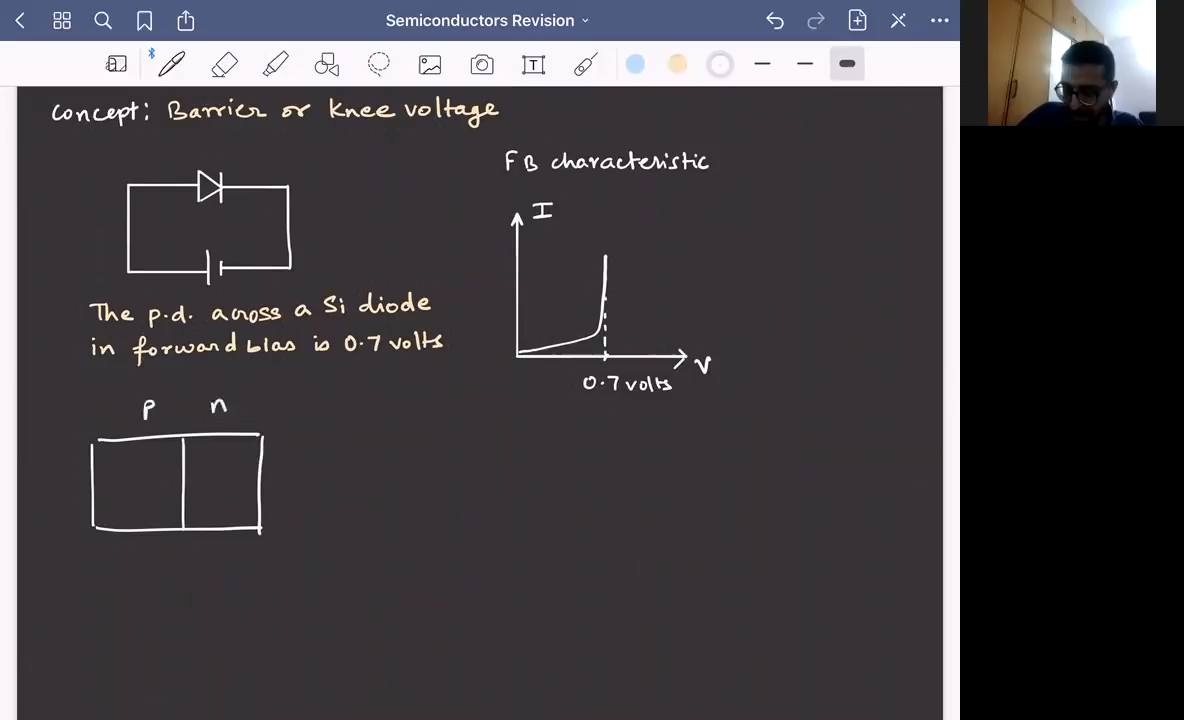 Semiconductors Revision
T
Concept: Barrier or Knee voltage
FB characteristic
I
The p.d. across a Si diode
in forward bias is 0.7 volts
V
0.7 volts
p n